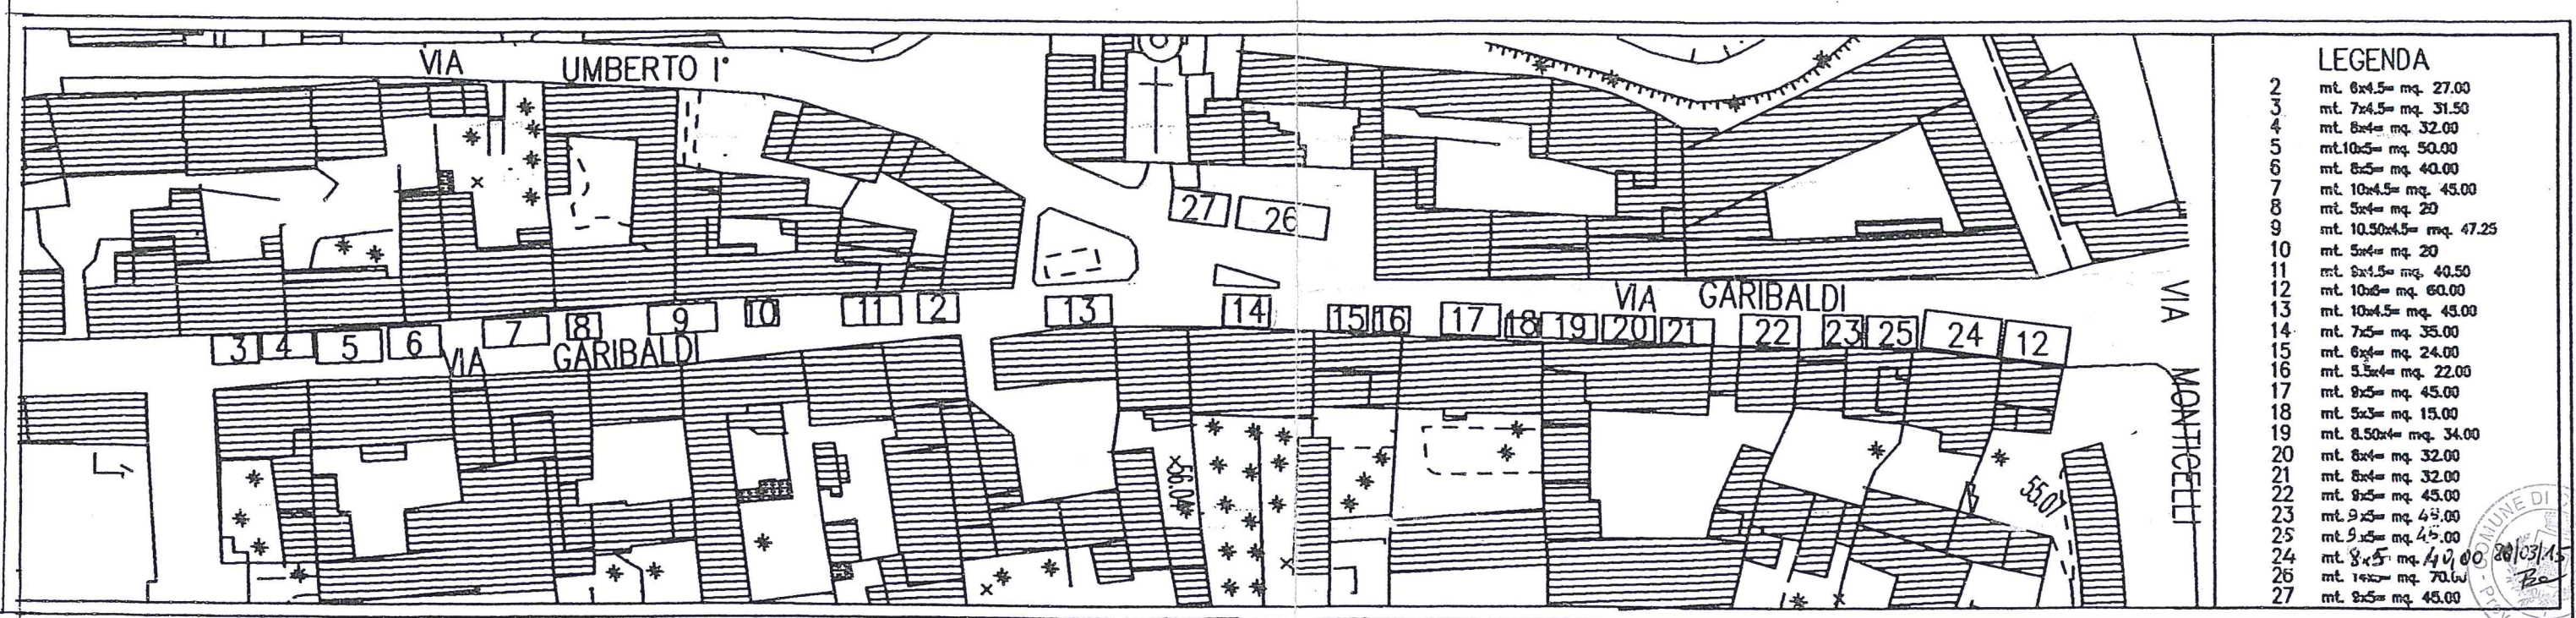 VIA UMBERTO I°
27 26
VIA GARIBALDI
3 4 5 6 7 8 9 10 11 2 13 14 15 16 17 18 19 20 21 22 23 25 24 12
VIA GARIBALDI
VIA MONTICELLI
56.04
55.07
LEGENDA
2 mt. 6x4.5= mq. 27.00
3 mt. 7x4.5= mq. 31.50
4 mt. 8x4= mq. 32.00
5 mt.10x5= mq. 50.00
6 mt. 8x5= mq. 40.00
7 mt. 10x4.5= mq. 45.00
8 mt. 5x4= mq. 20
9 mt. 10.50x4.5= mq. 47.25
10 mt. 5x4= mq. 20
11 mt. 9x4.5= mq. 40.50
12 mt. 10x6= mq. 60.00
13 mt. 10x4.5= mq. 45.00
14 mt. 7x5= mq. 35.00
15 mt. 6x4= mq. 24.00
16 mt. 5.5x4= mq. 22.00
17 mt. 9x5= mq. 45.00
18 mt. 5x3= mq. 15.00
19 mt. 8.50x4= mq. 34.00
20 mt. 8x4= mq. 32.00
21 mt. 8x4= mq. 32.00
22 mt. 9x5= mq. 45.00
23 mt. 9x5= mq. 45.00
25 mt. 9x5= mq. 45.00
24 mt. 8x5= mq. 40,00
26 mt. 14x5= mq. 70.00
27 mt. 9x5= mq. 45.00
COMUNE DI